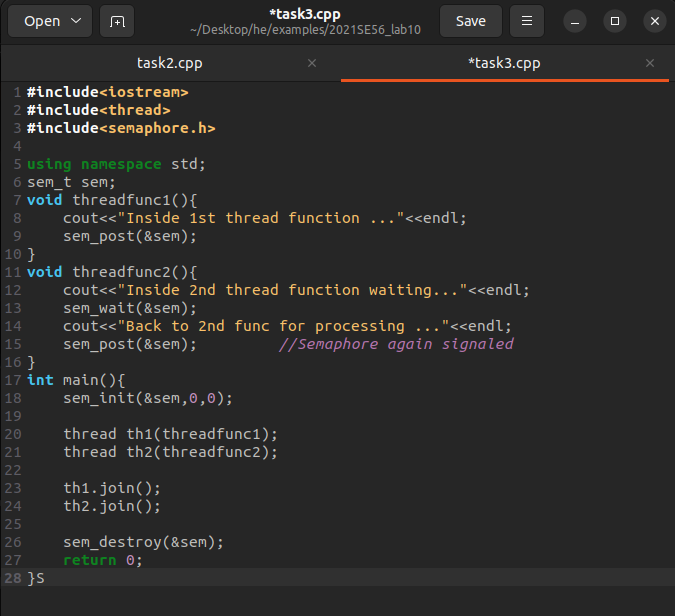 Open
*task3.cpp
~/Desktop/he/examples/2021SE56_lab10
Save
task2.cpp
*task3.cpp
1 #include<iostream>
2 #include<thread>
3 #include<semaphore.h>
4
5 using namespace std;
6 sem_t sem;
7 void threadfunc1(){
8     cout<<"Inside 1st thread function ..."<<endl;
9     sem_post(&sem);
10 }
11 void threadfunc2(){
12     cout<<"Inside 2nd thread function waiting..."<<endl;
13     sem_wait(&sem);
14     cout<<"Back to 2nd func for processing ..."<<endl;
15     sem_post(&sem);         //Semaphore again signaled
16 }
17 int main(){
18     sem_init(&sem,0,0);
19
20     thread th1(threadfunc1);
21     thread th2(threadfunc2);
22
23     th1.join();
24     th2.join();
25
26     sem_destroy(&sem);
27     return 0;
28 }S